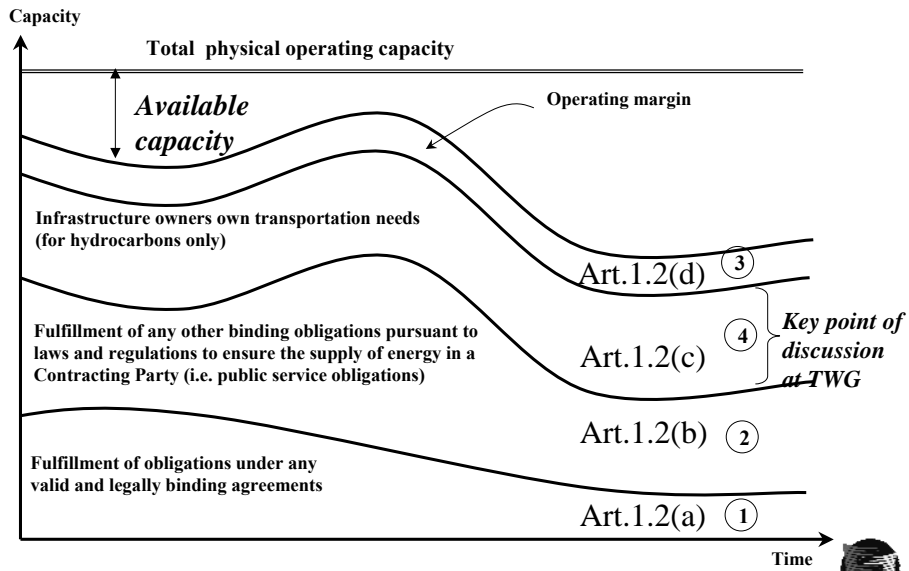 Capacity
Total physical operating capacity
Available
capacity
Operating margin
Infrastructure owners own transportation needs
(for hydrocarbons only)
Art.1.2(d) 3
Fulfillment of any other binding obligations pursuant to
laws and regulations to ensure the supply of energy in a
Contracting Party (i.e. public service obligations)
Art.1.2(c) 4
Key point of
discussion
at TWG
Art.1.2(b) 2
Fulfillment of obligations under any
valid and legally binding agreements
Art.1.2(a) 1
Time